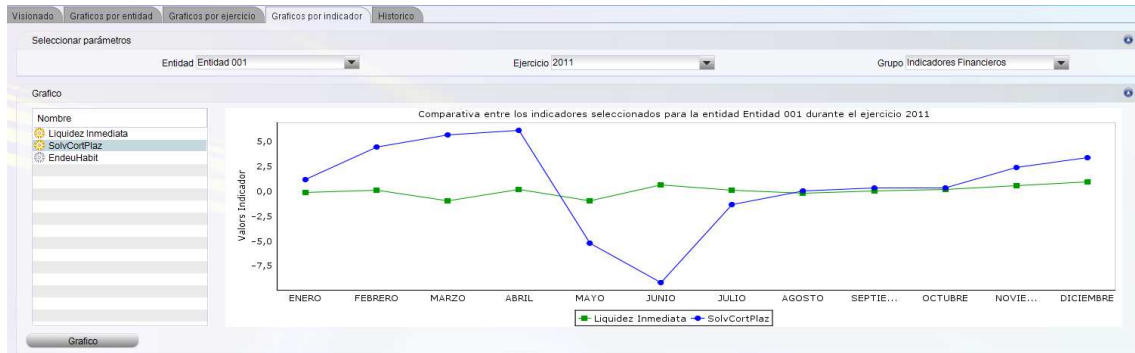 Visionado Graficos por entidad Graficos por ejercicio Graficos por indicador Historico
Seleccionar parámetros
Entidad Entidad 001 Ejercicio 2011 Grupo Indicadores Financieros
Grafico
Nombre
Liquidez Inmediata
SolvCortPlaz
EndeuHabit
Comparativa entre los indicadores seleccionados para la entidad Entidad 001 durante el ejercicio 2011
Valors Indicador
5,0
2,5
0,0
-2,5
-5,0
-7,5
ENERO FEBRERO MARZO ABRIL MAYO JUNIO JULIO AGOSTO SEPTIE... OCTUBRE NOVIE... DICIEMBRE
Liquidez Inmediata SolvCortPlaz
Grafico